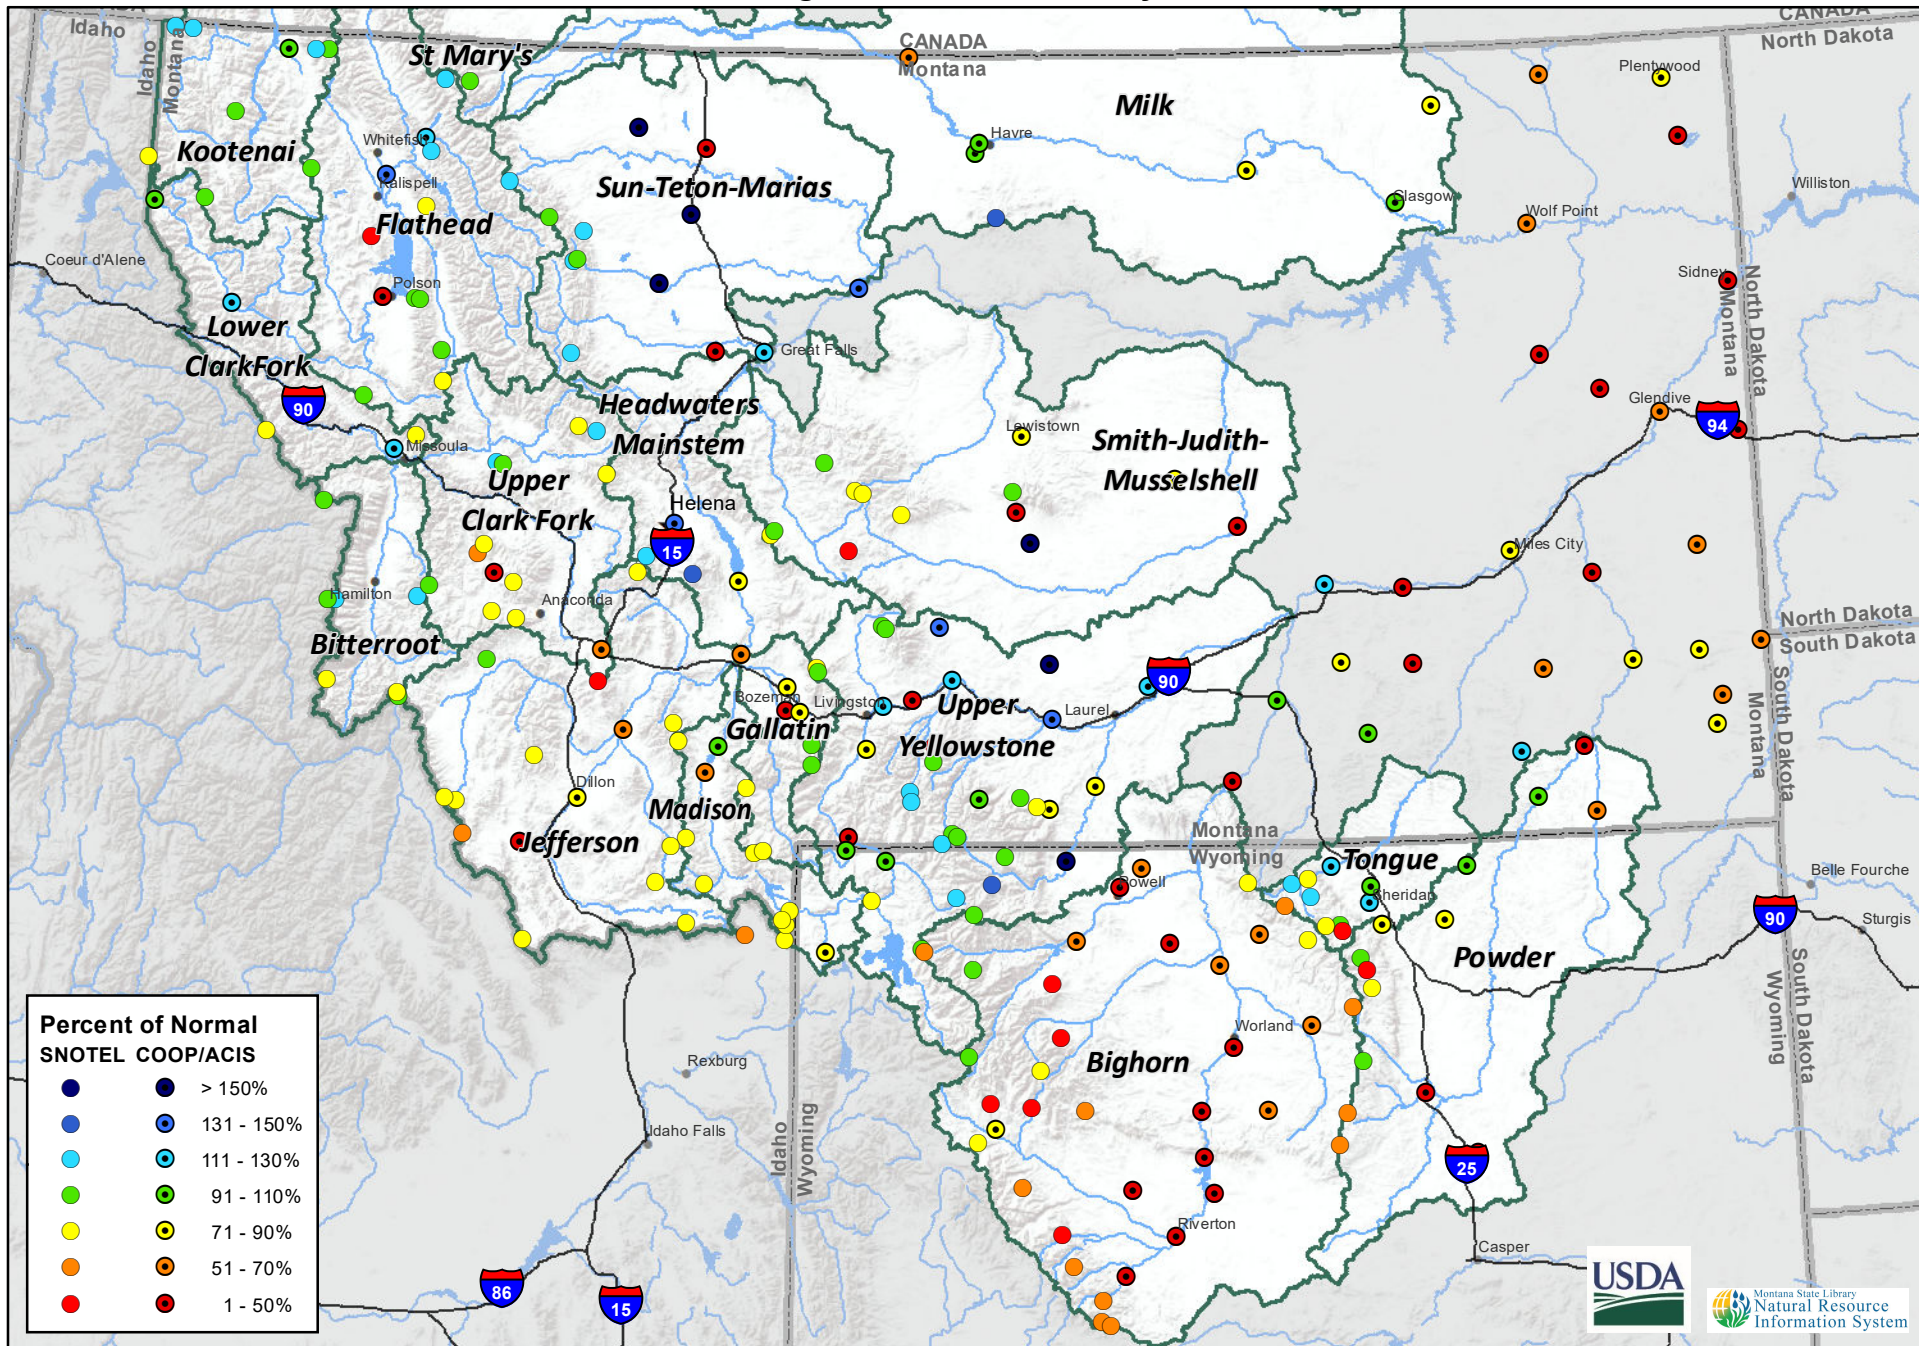 CANADA
Idaho
Idaho
Montana
St Mary's
CANADA
Montana
CANADA
North Dakota
Plentywood
Milk
Havre
Whitefish
Kootenai
Kalispell
Sun-Teton-Marias
Williston
Glasgow
Wolf Point
Flathead
Coeur d'Alene
Polson
Sidney
North Dakota
Montana
Lower
ClarkFork
Great Falls
90
Headwaters
Mainstem
Lewistown
Smith-Judith-
Musselshell
Glendive
94
Missoula
Upper
Clark Fork
Helena
15
Miles City
Hamilton
Anaconda
North Dakota
South Dakota
Bitterroot
90
Bozeman
Livingston
Upper
Yellowstone
Laurel
South Dakota
Montana
Gallatin
Dillon
Madison
Jefferson
Montana
Wyoming
Tongue
Powell
Sheridan
Belle Fourche
90
Sturgis
Powder
South Dakota
Wyoming
Worland
Bighorn
Rexburg
Idaho Falls
Idaho
Wyoming
25
Riverton
Casper
86
15
Percent of Normal
SNOTEL COOP/ACIS
> 150%
131 - 150%
111 - 130%
91 - 110%
71 - 90%
51 - 70%
1 - 50%
USDA
Montana State Library
Natural Resource
Information System